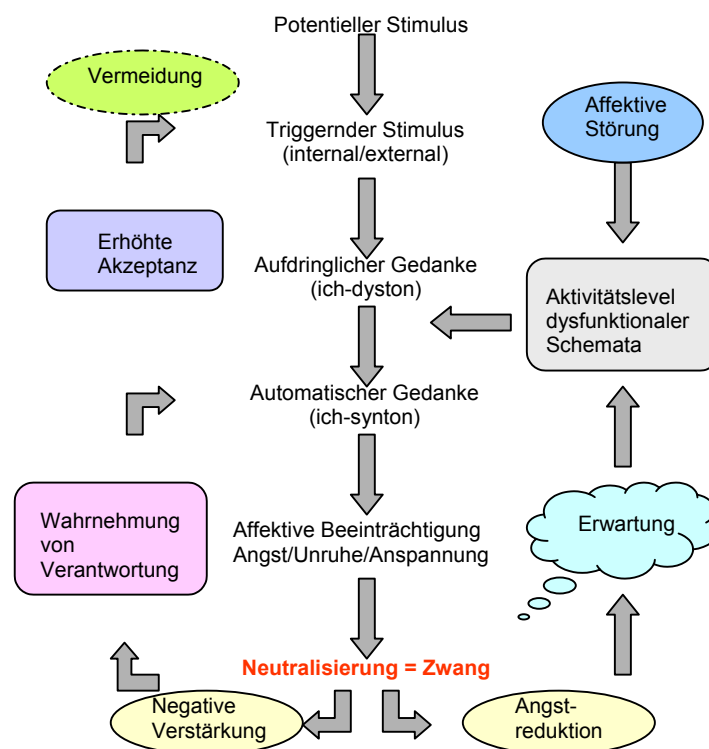 Potentieller Stimulus
Vermeidung
Affektive
Störung
Triggernder Stimulus
(internal/external)
Erhöhte
Akzeptanz
Aufdringlicher Gedanke
(ich-dyston)
Aktivitätslevel
dysfunktionaler
Schemata
Automatischer Gedanke
(ich-synton)
Wahrnehmung
von
Verantwortung
Affektive Beeinträchtigung
Angst/Unruhe/Anspannung
Erwartung
Neutralisierung = Zwang
Negative
Verstärkung
Angst-
reduktion